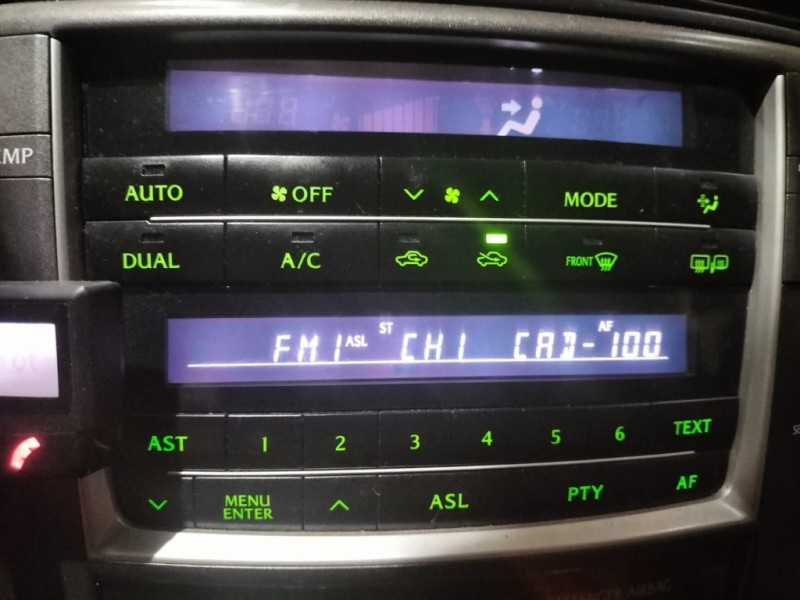 AUTO OFF MODE
DUAL A/C FRONT
FM1 ASL ST CH1 CAD-100 AF
AST 1 2 3 4 5 6 TEXT
MENU ASL PTY AF
ENTER
AIRBAG